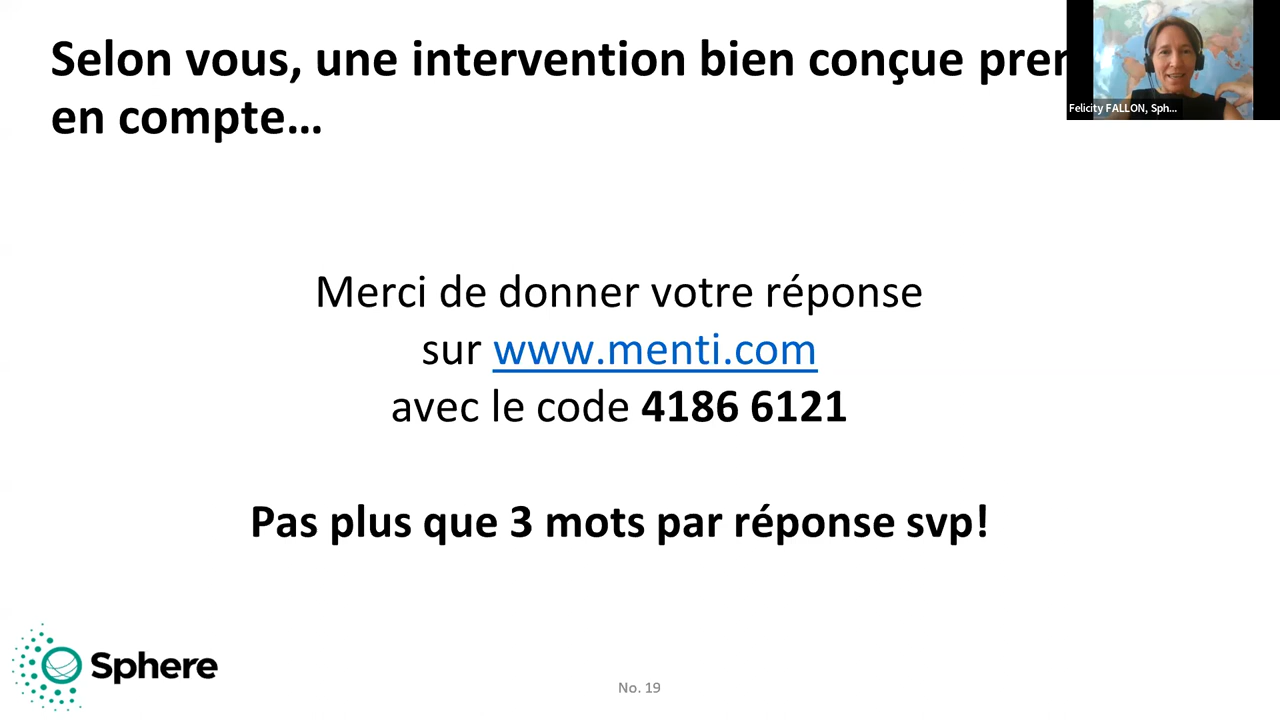 Selon vous, une intervention bien conçue pren
en compte...
Felicity FALLON, Sph...
Merci de donner votre réponse
sur www.menti.com
avec le code 4186 6121
Pas plus que 3 mots par réponse svp!
Sphere
No. 19